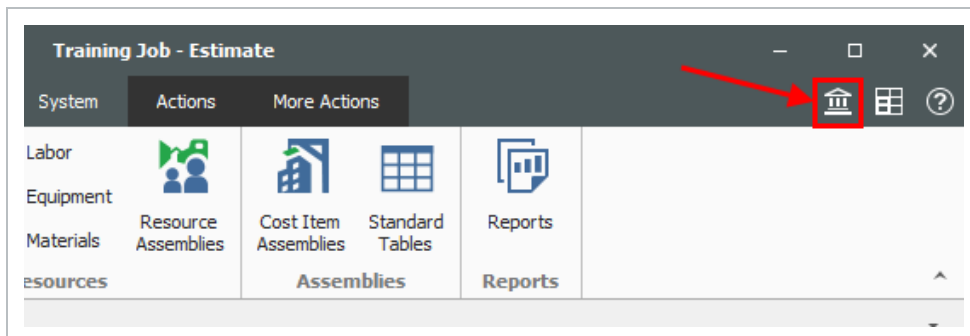 Training Job - Estimate
System Actions More Actions
Labor
Equipment
Materials
Resource
Assemblies
Cost Item
Assemblies
Standard
Tables
Reports
esources Assemblies Reports